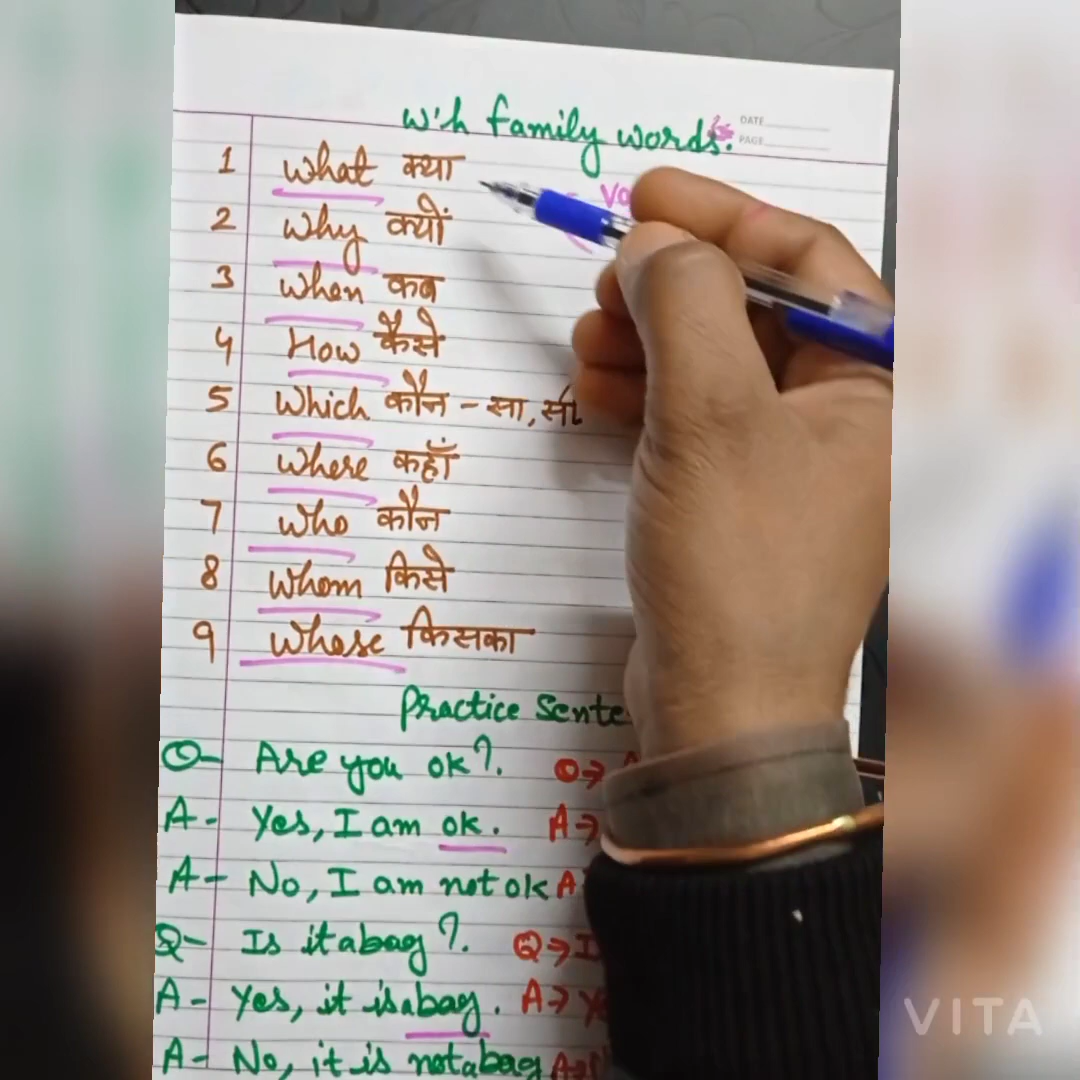 DATE
PAGE
W'h family words.
1 What क्या
2 Why क्यों
3 When कब
4 How कैसे
5 Which कौन - सा, सी
6 Where कहाँ
7 Who कौन
8 Whom किसे
9 Whose किसका
Practice Sente
Q- Are you ok?. Q→
A- Yes, I am ok. A→
A- No, I am not ok A
Q- Is it a bag?. Q→ I
A- Yes, it is a bag. A→ Y
A- No, it is not a bag A→
VITA